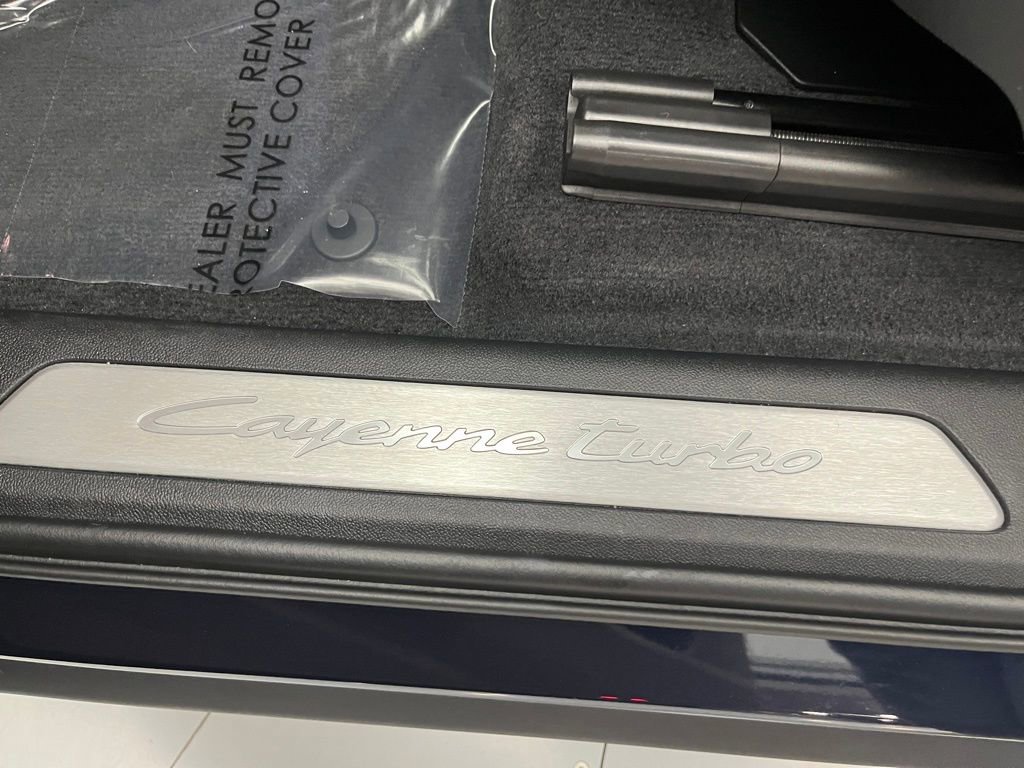 EALER MUST REMO
ROTECTIVE COVER
Cayenne turbo